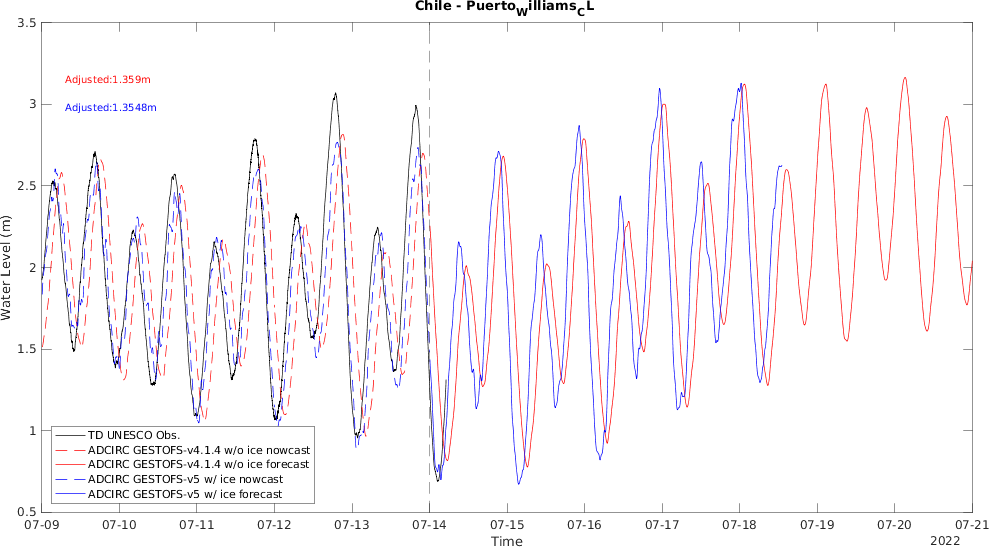 Chile - PuertoWilliamsCL
3.5
Adjusted:1.359m
3
Adjusted:1.3548m
2.5
Water Level (m)
2
1.5
1
TD UNESCO Obs.
ADCIRC GESTOFS-v4.1.4 w/o ice nowcast
ADCIRC GESTOFS-v4.1.4 w/o ice forecast
ADCIRC GESTOFS-v5 w/ ice nowcast
ADCIRC GESTOFS-v5 w/ ice forecast
0.5
07-09 07-10 07-11 07-12 07-13 07-14 07-15 07-16 07-17 07-18 07-19 07-20 07-21
Time
2022